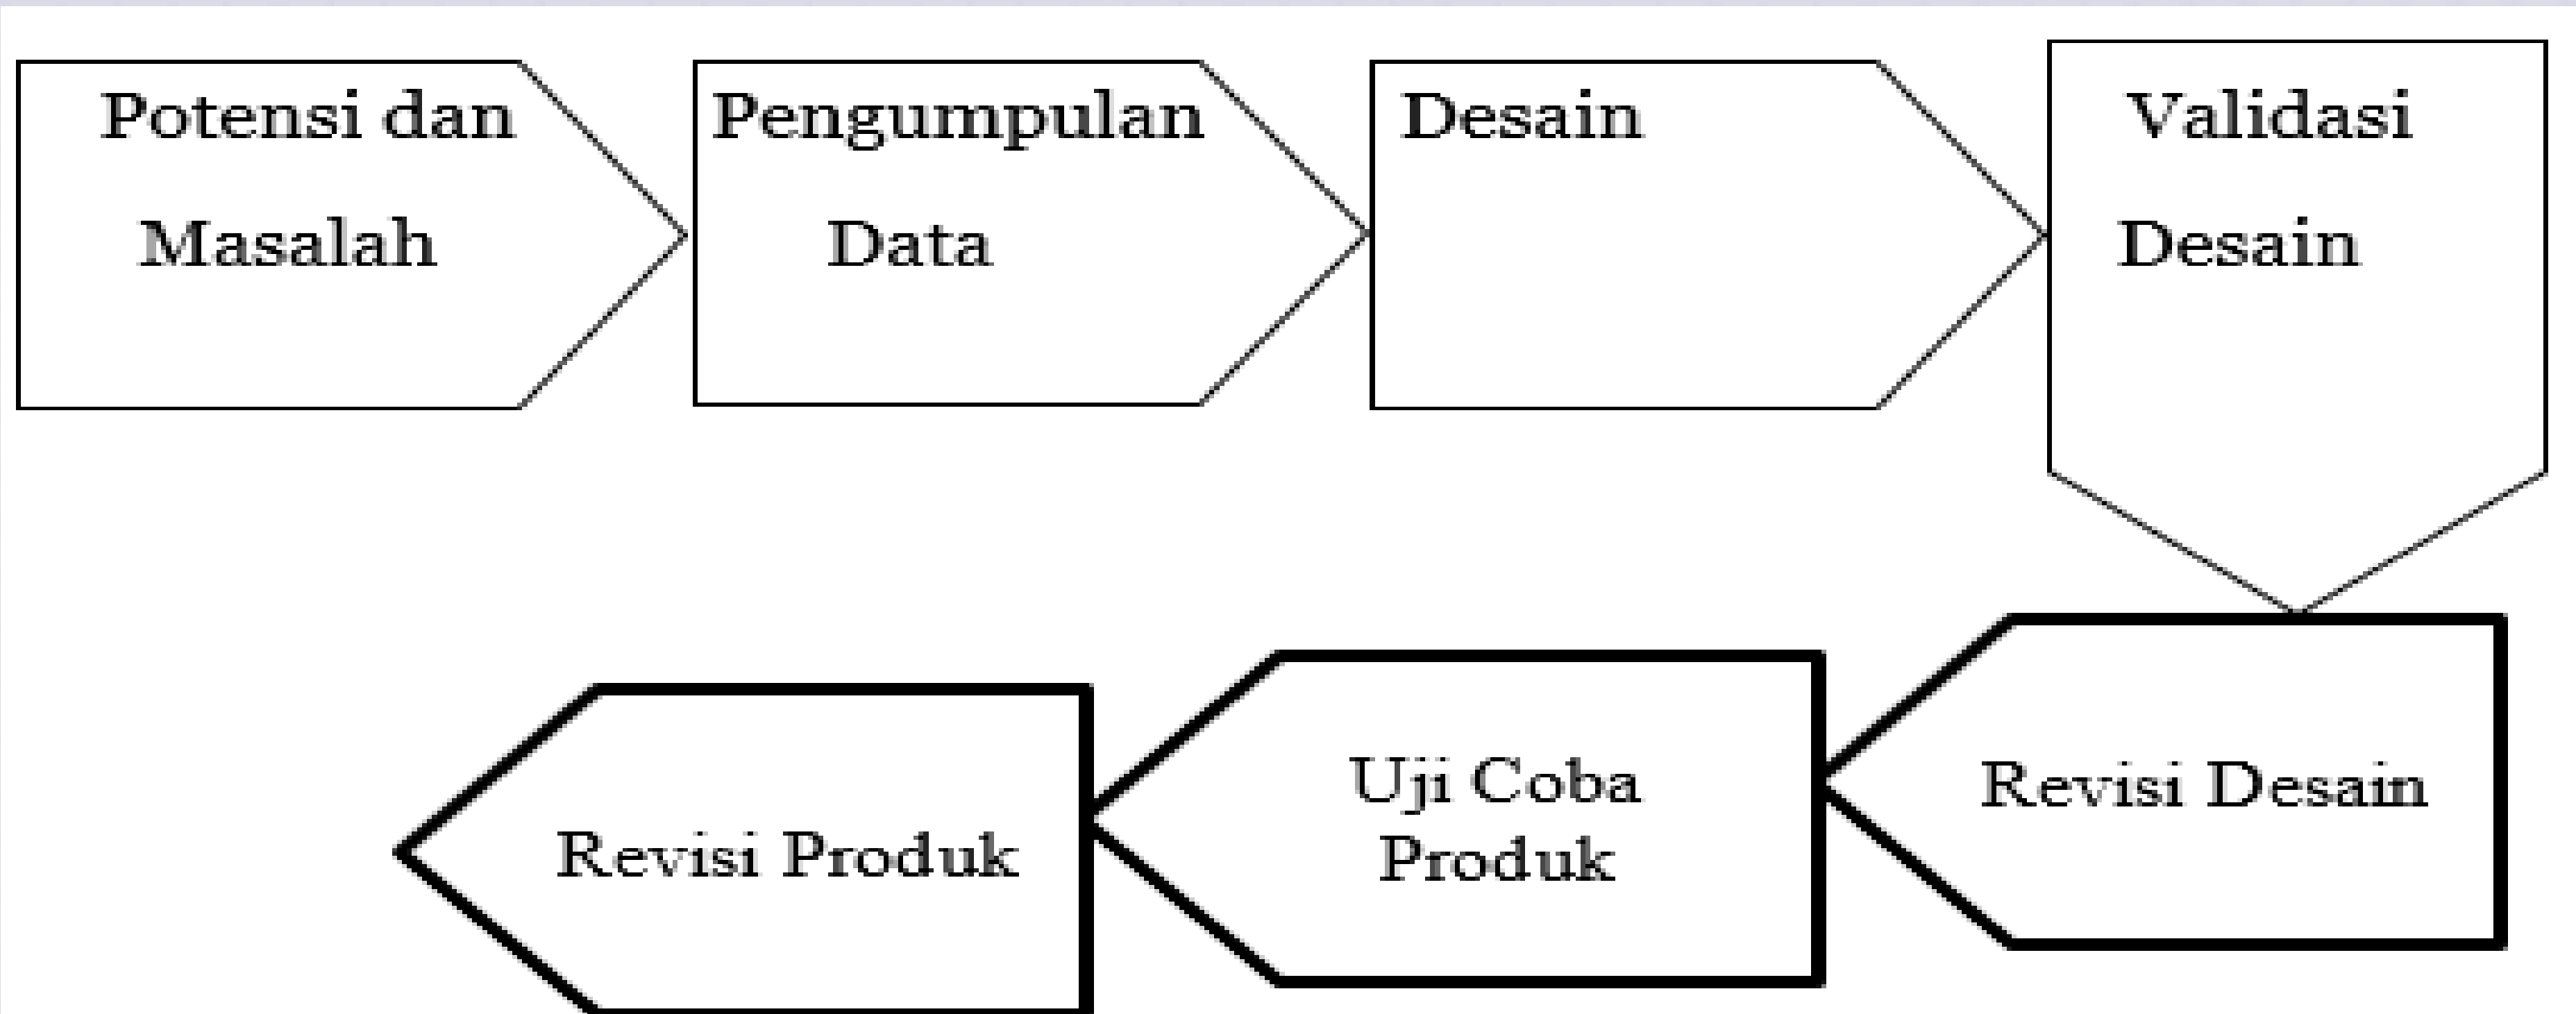 Potensi dan
Masalah
Pengumpulan
Data
Desain
Validasi
Desain
Revisi Desain
Uji Coba
Produk
Revisi Produk